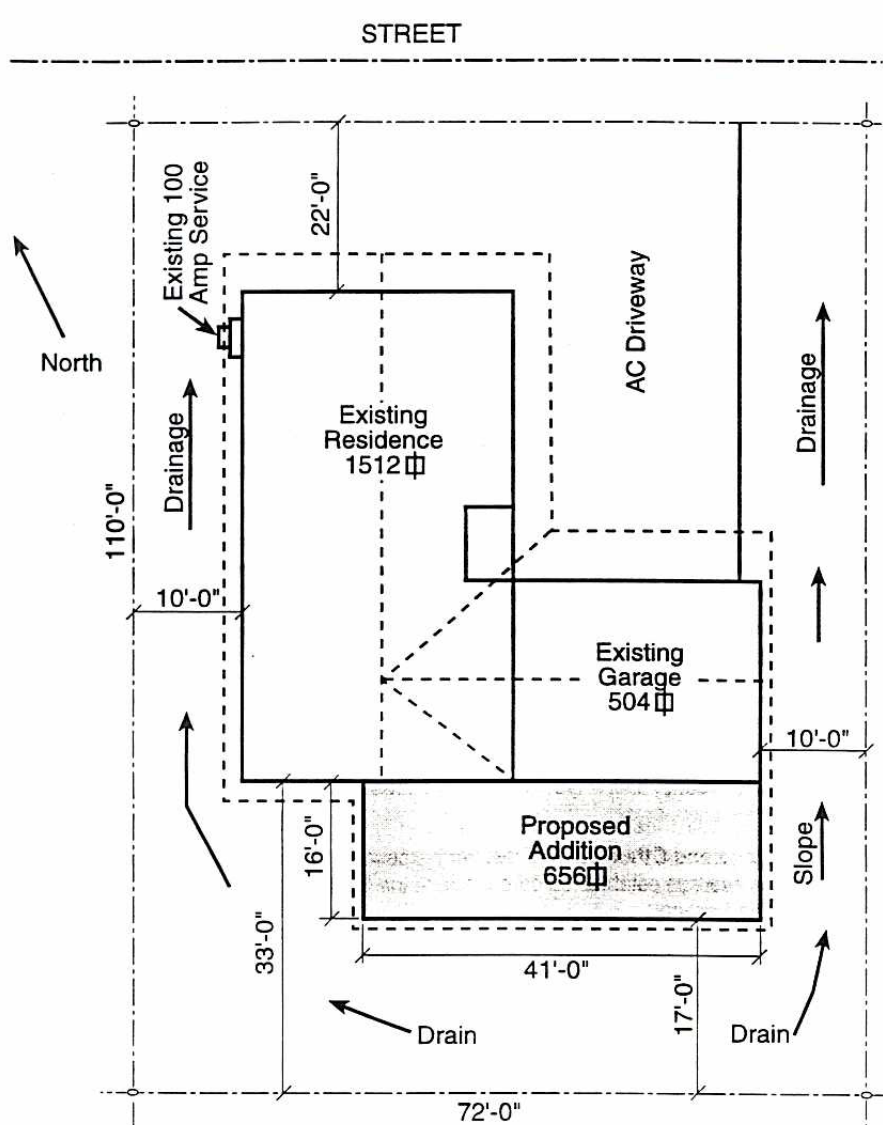 STREET
Existing 100
Amp Service
22'-0"
North
AC Driveway
Drainage
Drainage
Existing
Residence
1512
110'-0"
10'-0"
Existing
Garage
504
10'-0"
Proposed
Addition
656
16'-0"
Slope
33'-0"
41'-0"
17'-0"
Drain
Drain
72'-0"